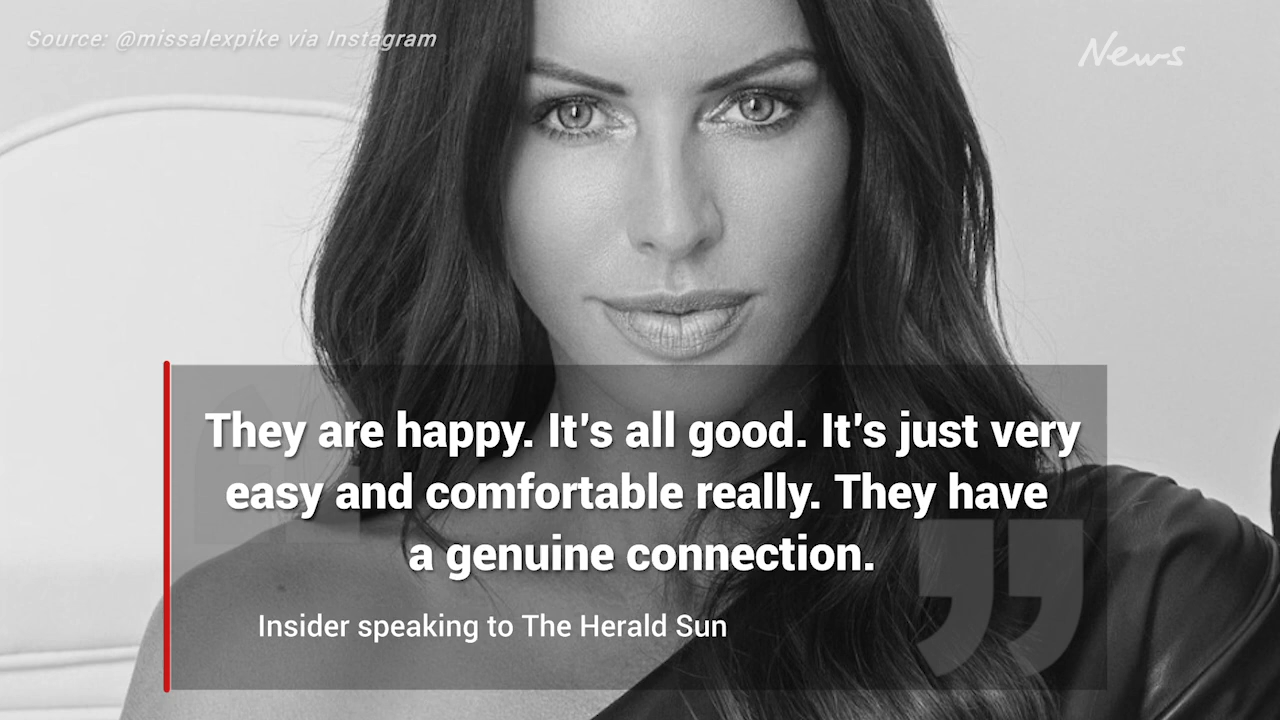 Source: @missalexpike via Instagram
News
They are happy. It's all good. It's just very
easy and comfortable really. They have
a genuine connection.
Insider speaking to The Herald Sun